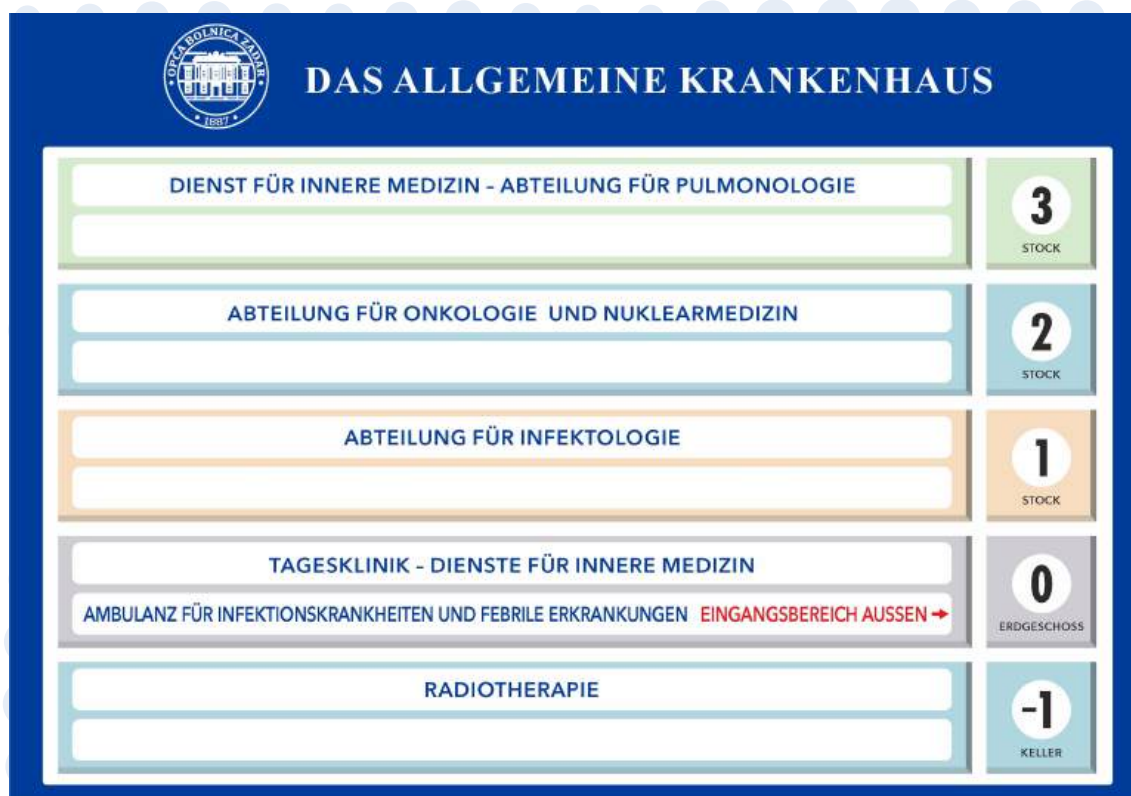 OPĆA BOLNICA ZADAR
1887
DAS ALLGEMEINE KRANKENHAUS
DIENST FÜR INNERE MEDIZIN - ABTEILUNG FÜR PULMONOLOGIE
3
STOCK
ABTEILUNG FÜR ONKOLOGIE UND NUKLEARMEDIZIN
2
STOCK
ABTEILUNG FÜR INFEKTOLOGIE
1
STOCK
TAGESKLINIK - DIENSTE FÜR INNERE MEDIZIN
AMBULANZ FÜR INFEKTIONSKRANKHEITEN UND FEBRILE ERKRANKUNGEN EINGANGSBEREICH AUSSEN →
0
ERDGESCHOSS
RADIOTHERAPIE
-1
KELLER